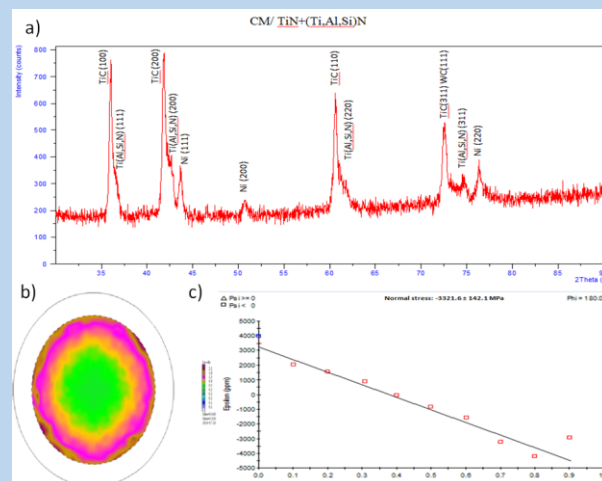 CM/ TiN+(Ti,Al,Si)N
a)
Intensity (counts)
800
700
600
500
400
300
200
100
0
TiC (100)
Ti(Al,Si,N) (111)
TiC (200)
Ti(Al,Si,N) (200)
Ni (111)
Ni (200)
TiC (110)
Ti(Al,Si,N) (220)
TiC(311) WC(111)
Ti(Al,Si,N) (311)
Ni (220)
35 40 45 50 55 60 65 70 75 80 85 90
2Theta (
b)
c)
Psi >= 0
Psi < 0
Normal stress: -3321.6 ± 142.1 MPa
Phi = 180.0
Epsilon (ppm)
5000
4000
3000
2000
1000
0
-1000
-2000
-3000
-4000
-5000
0.0 0.1 0.2 0.3 0.4 0.5 0.6 0.7 0.8 0.9